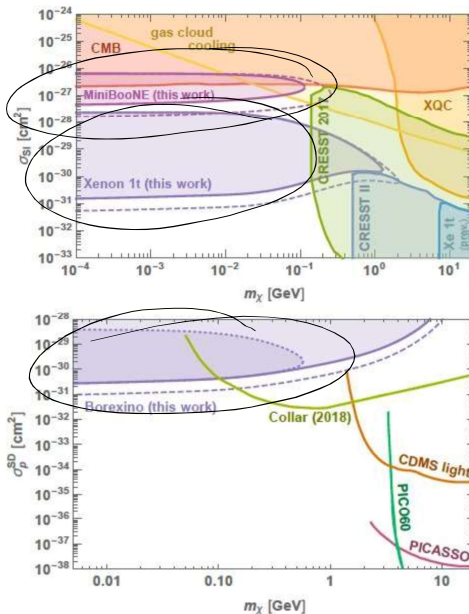 10⁻²⁴
10⁻²⁵
10⁻²⁶
10⁻²⁷
10⁻²⁸
10⁻²⁹
10⁻³⁰
10⁻³¹
10⁻³²
10⁻³³
σSI [cm²]
gas cloud
cooling
CMB
MiniBooNE (this work)
Xenon 1t (this work)
CRESST 2017
XQC
CRESST II
Xe 1t
(prev.)
10⁻⁴ 10⁻³ 10⁻² 10⁻¹ 10⁰ 10¹
mχ [GeV]
10⁻²⁸
10⁻²⁹
10⁻³⁰
10⁻³¹
10⁻³²
10⁻³³
10⁻³⁴
10⁻³⁵
10⁻³⁶
10⁻³⁷
10⁻³⁸
σpSD [cm²]
Borexino (this work)
Collar (2018)
CDMS light
PICO60
PICASSO
0.01 0.10 1 10
mχ [GeV]